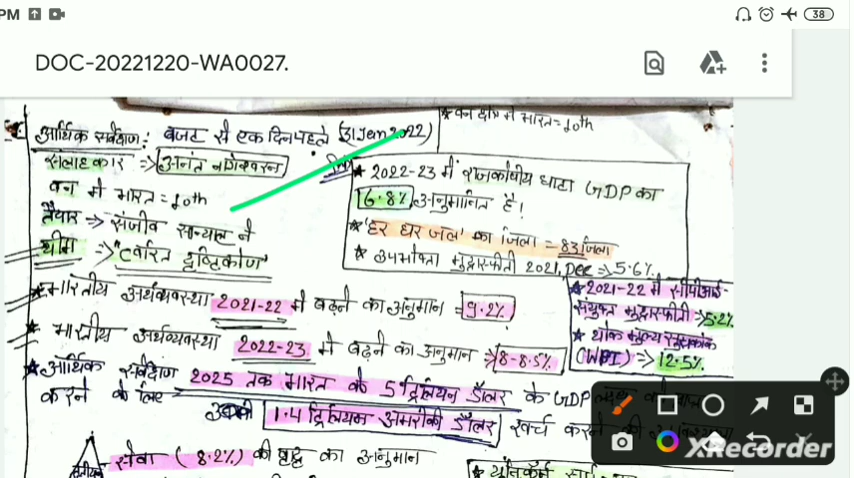 PM
38
DOC-20221220-WA0027.
★ वन क्षेत्र में भारत = 10th
आर्थिक सर्वेक्षण : बजट से एक दिन पहले (31 Jan 2022)
सलाहकार => अनंत नागेश्वरन
वन में भारत = 10th
तैयार → संजीव सान्याल ने
थीम => "त्वरित दृष्टिकोण"
★ 2022-23 में राजकोषीय घाटा GDP का
6.8% अनुमानित है!
★ 'हर घर जल' का जिला = 83 जिला
★ उपभोक्ता मुद्रास्फीती 2021, Dec => 5.6%
★ भारतीय अर्थव्यवस्था 2021-22 में बढ़ने का अनुमान = 9.2%
★ 2021-22 में सीपीआई
संयुक्त मुद्रास्फीती => 5.2%
★ थोक मूल्य सूचकांक
(WPI) => 12.5%
★ भारतीय अर्थव्यवस्था 2022-23 में बढ़ने का अनुमान => 8-8.5%
★ आर्थिक सर्वेक्षण 2025 तक भारत को 5 ट्रिलियन डॉलर के GDP
करने के लिए 1.4 ट्रिलियन अमरीकी डॉलर खर्च करने की
सेवा (8.2%) की वृद्धि का अनुमान
XRecorder